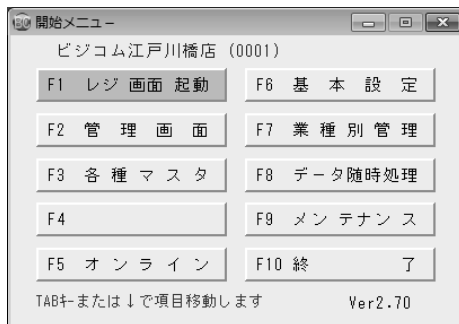 開始メニュー
ビジコム江戸川橋店 (0001)
F1 レジ画面起動
F6 基本設定
F2 管理画面
F7 業種別管理
F3 各種マスタ
F8 データ随時処理
F4
F9 メンテナンス
F5 オンライン
F10 終了
TABキーまたは↓で項目移動します
Ver2.70